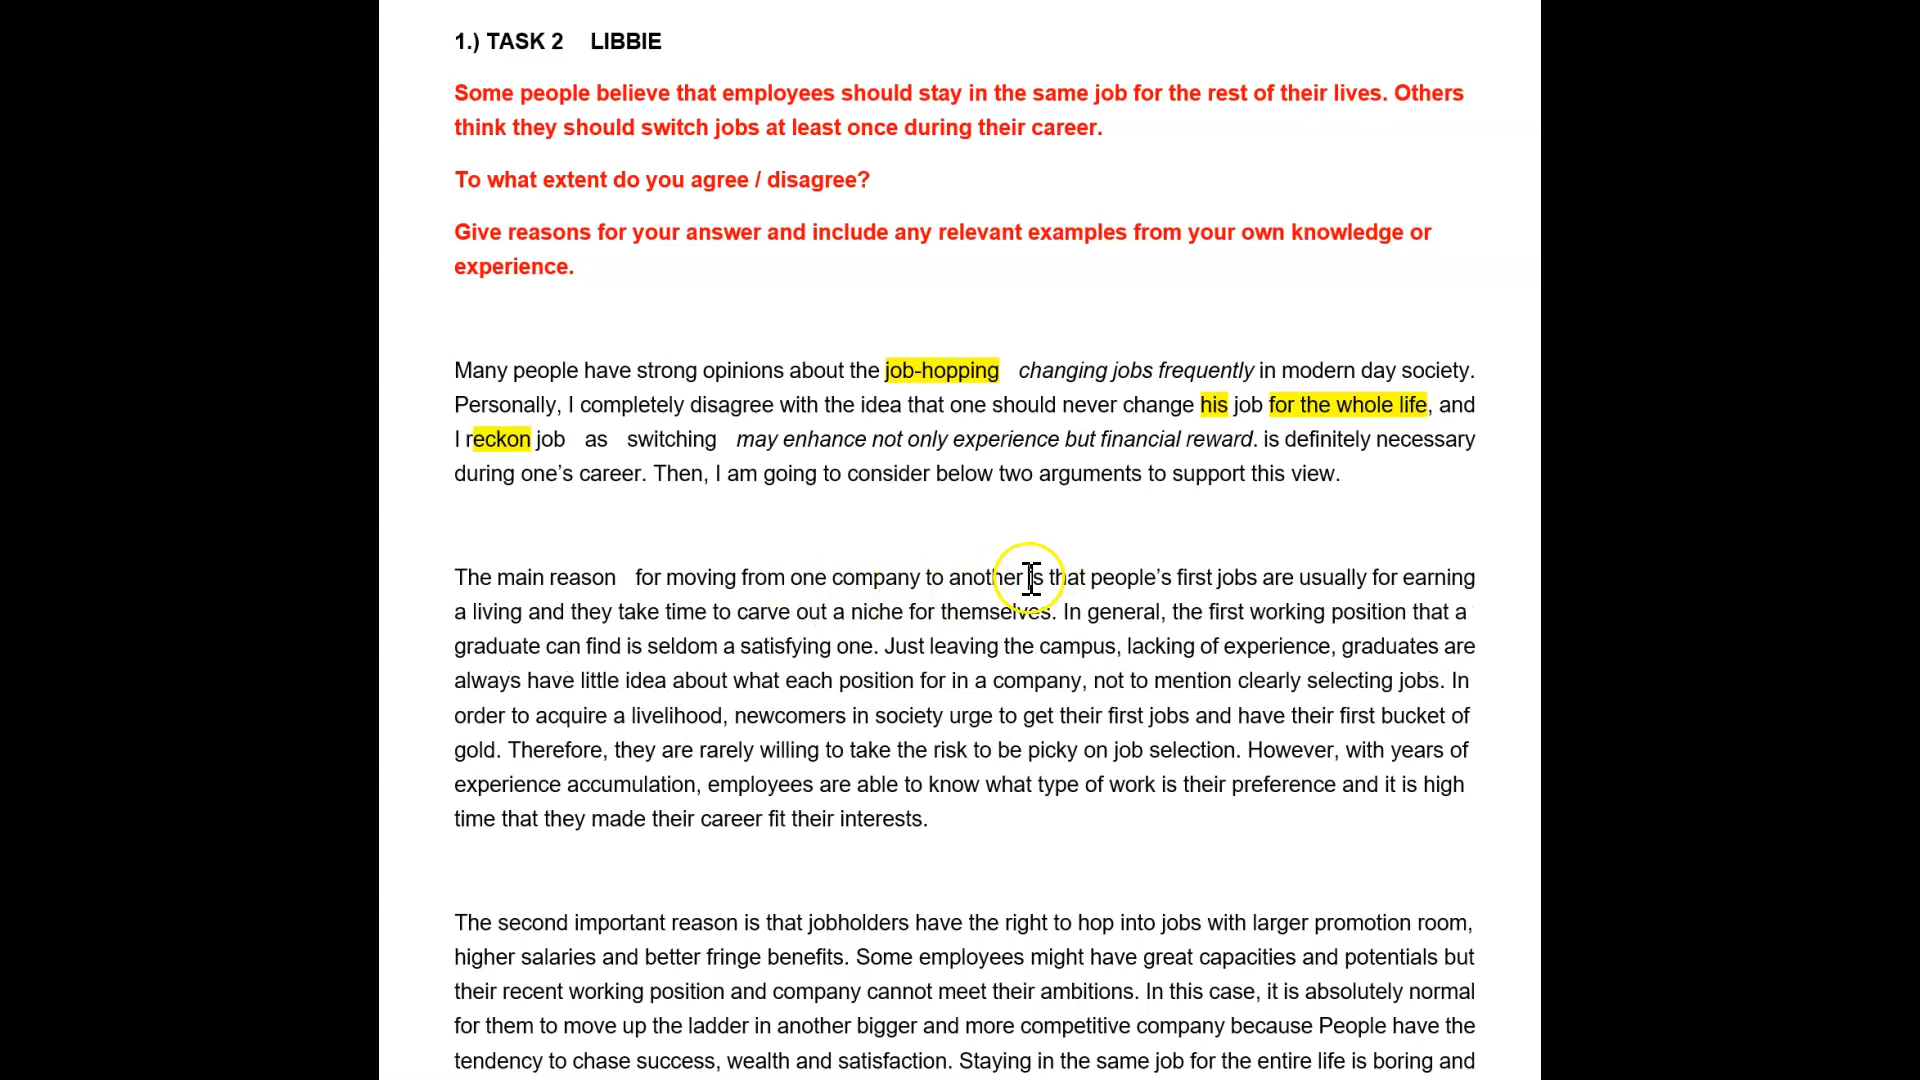 1.) TASK 2 LIBBIE
Some people believe that employees should stay in the same job for the rest of their lives. Others
think they should switch jobs at least once during their career.
To what extent do you agree / disagree?
Give reasons for your answer and include any relevant examples from your own knowledge or
experience.
Many people have strong opinions about the job-hopping changing jobs frequently in modern day society.
Personally, I completely disagree with the idea that one should never change his job for the whole life, and
I reckon job as switching may enhance not only experience but financial reward. is definitely necessary
during one’s career. Then, I am going to consider below two arguments to support this view.
The main reason for moving from one company to another is that people’s first jobs are usually for earning
a living and they take time to carve out a niche for themselves. In general, the first working position that a
graduate can find is seldom a satisfying one. Just leaving the campus, lacking of experience, graduates are
always have little idea about what each position for in a company, not to mention clearly selecting jobs. In
order to acquire a livelihood, newcomers in society urge to get their first jobs and have their first bucket of
gold. Therefore, they are rarely willing to take the risk to be picky on job selection. However, with years of
experience accumulation, employees are able to know what type of work is their preference and it is high
time that they made their career fit their interests.
The second important reason is that jobholders have the right to hop into jobs with larger promotion room,
higher salaries and better fringe benefits. Some employees might have great capacities and potentials but
their recent working position and company cannot meet their ambitions. In this case, it is absolutely normal
for them to move up the ladder in another bigger and more competitive company because People have the
tendency to chase success, wealth and satisfaction. Staying in the same job for the entire life is boring and